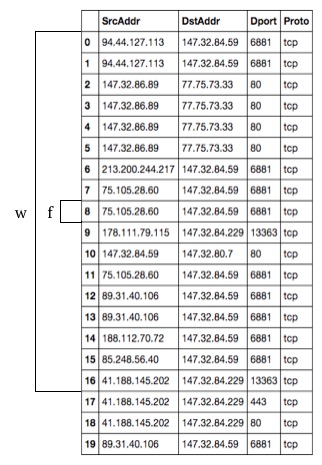 SrcAddr DstAddr Dport Proto
0 94.44.127.113 147.32.84.59 6881 tcp
1 94.44.127.113 147.32.84.59 6881 tcp
2 147.32.86.89 77.75.73.33 80 tcp
3 147.32.86.89 77.75.73.33 80 tcp
4 147.32.86.89 77.75.73.33 80 tcp
5 147.32.86.89 77.75.73.33 80 tcp
6 213.200.244.217 147.32.84.59 6881 tcp
7 75.105.28.60 147.32.84.59 6881 tcp
w f 8 75.105.28.60 147.32.84.59 6881 tcp
9 178.111.79.115 147.32.84.229 13363 tcp
10 147.32.84.59 147.32.80.7 80 tcp
11 75.105.28.60 147.32.84.59 6881 tcp
12 89.31.40.106 147.32.84.59 6881 tcp
13 89.31.40.106 147.32.84.59 6881 tcp
14 188.112.70.72 147.32.84.59 6881 tcp
15 85.248.56.40 147.32.84.59 6881 tcp
16 41.188.145.202 147.32.84.229 13363 tcp
17 41.188.145.202 147.32.84.229 443 tcp
18 41.188.145.202 147.32.84.229 80 tcp
19 89.31.40.106 147.32.84.59 6881 tcp